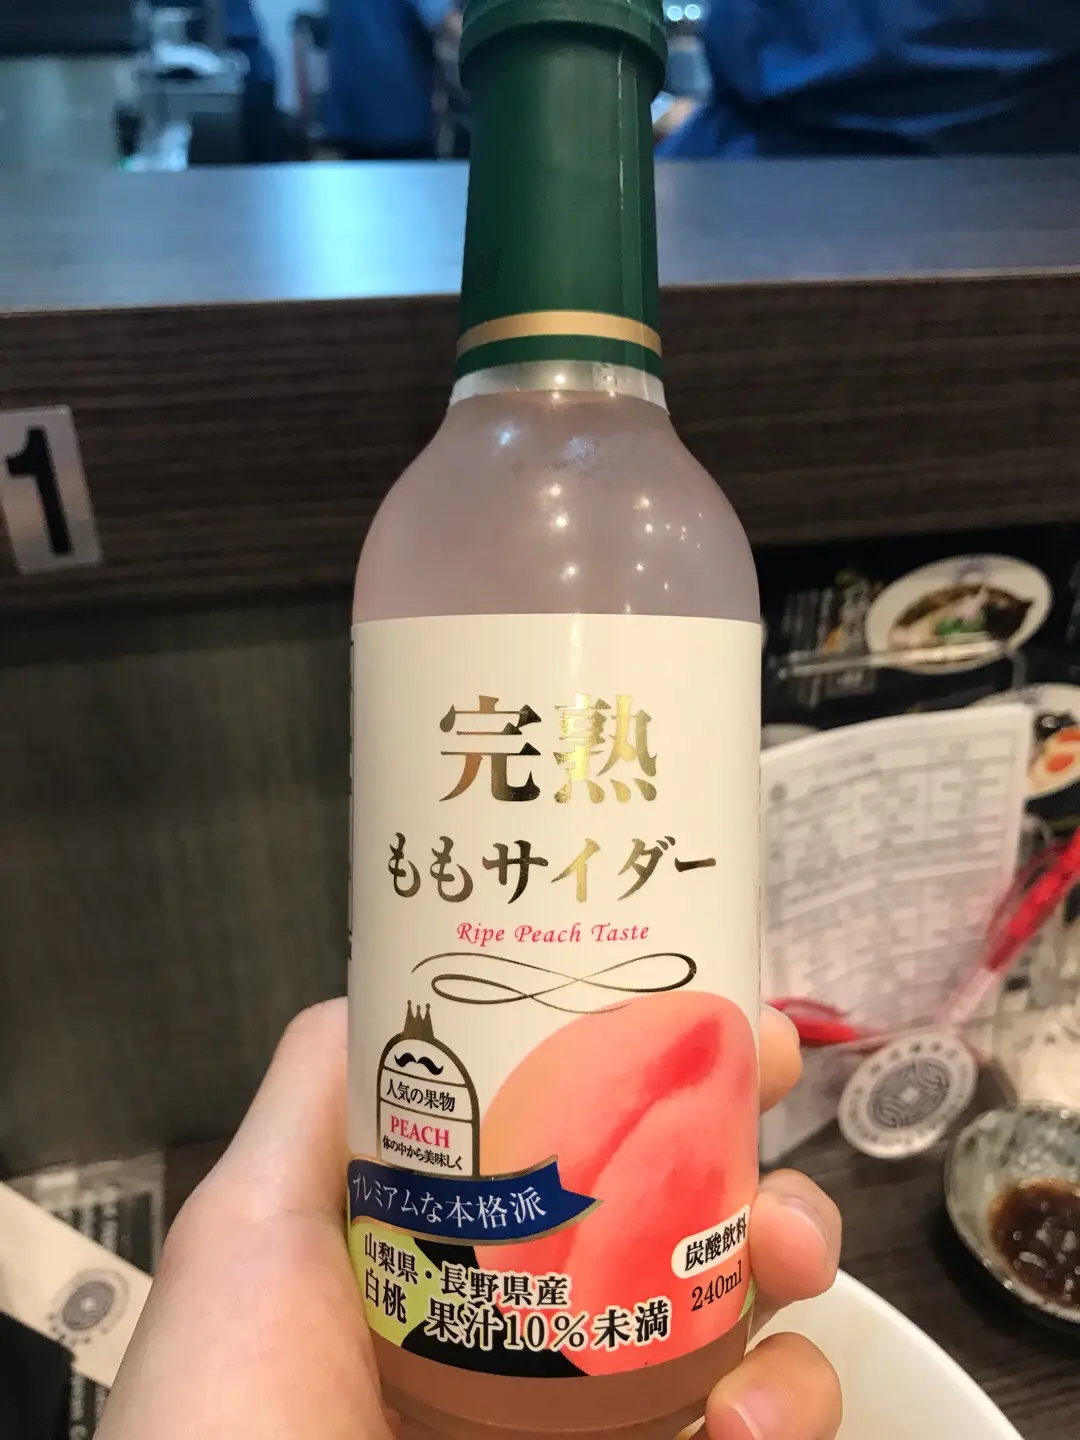 1
完熟
ももサイダー
Ripe Peach Taste
人気の果物
PEACH
体の中から美味しく
プレミアムな本格派
山梨県・長野県産
白桃 果汁10%未満
炭酸飲料
240ml